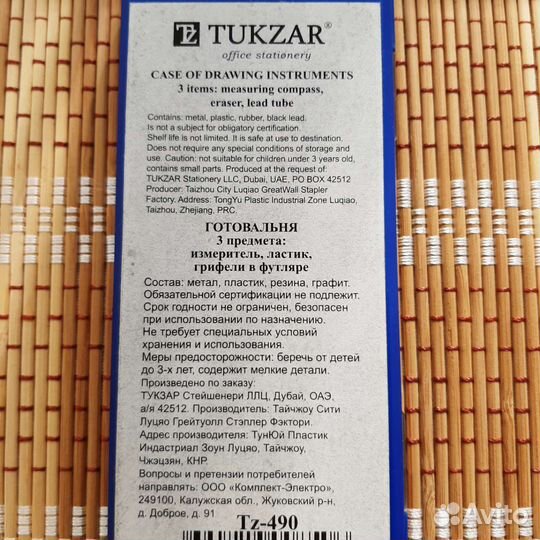 TZ TUKZAR®
office stationery
CASE OF DRAWING INSTRUMENTS
3 items: measuring compass,
eraser, lead tube
Contains: metal, plastic, rubber, black lead.
Is not a subject for obligatory certification.
Shelf life is not limited. It is safe at use to destination.
Does not require any special conditions of storage and
use. Caution: not suitable for children under 3 years old,
contains small parts. Produced at the request of:
TUKZAR Stationery LLC, Dubai, UAE, PO BOX 42512
Producer: Taizhou City Luqiao GreatWall Stapler
Factory. Address: TongYu Plastic Industrial Zone Luqiao,
Taizhou, Zhejiang, PRC.
ГОТОВАЛЬНЯ
3 предмета:
измеритель, ластик,
грифели в футляре
Состав: метал, пластик, резина, графит.
Обязательной сертификации не подлежит.
Срок годности не ограничен, безопасен
при использовании по назначению.
Не требует специальных условий
хранения и использования.
Меры предосторожности: беречь от детей
до 3-х лет, содержит мелкие детали.
Произведено по заказу:
ТУКЗАР Стейшенери ЛЛЦ, Дубай, ОАЭ,
а/я 42512. Производитель: Тайчжоу Сити
Луцяо Грейтуолл Стэплер Фэктори.
Адрес производителя: ТунЮй Пластик
Индастриал Зоун Луцяо, Тайчжоу,
Чжэцзян, КНР.
Вопросы и претензии потребителей
направлять: ООО «Комплект-Электро»,
249100, Калужская обл., Жуковский р-н,
д. Доброе, д. 91
Tz-490
Avito